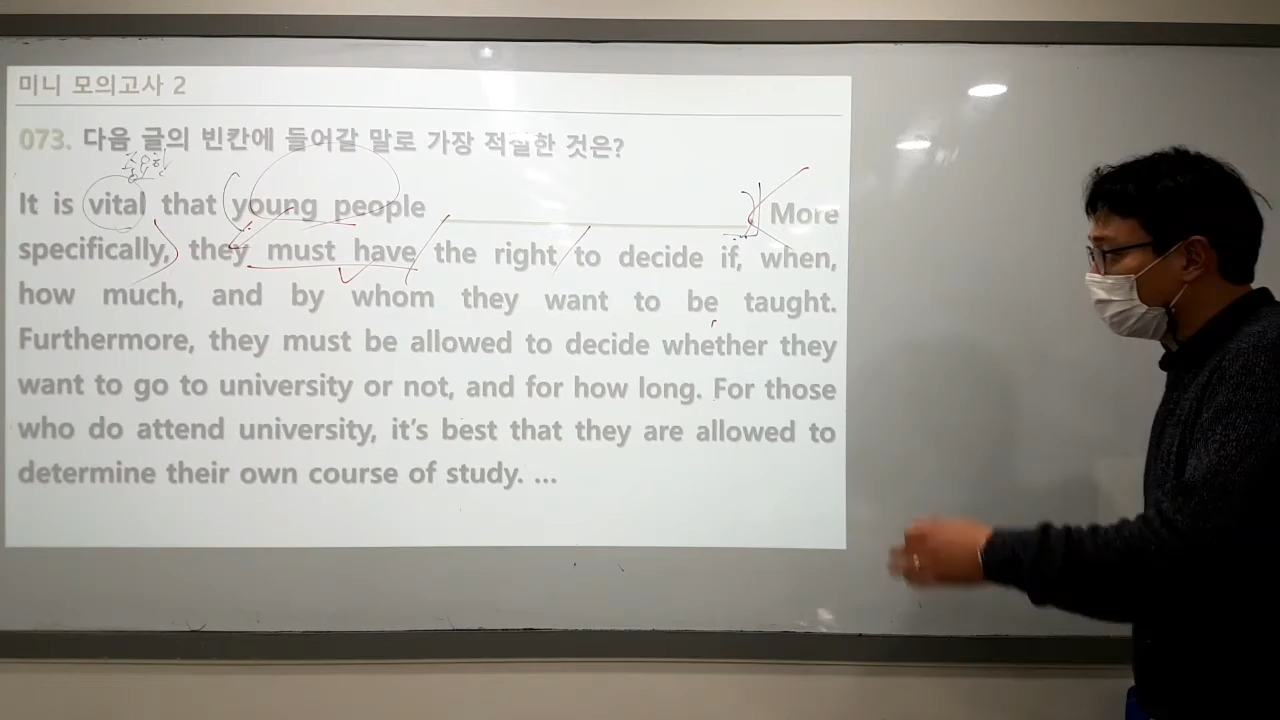 미니 모의고사 2
073. 다음 글의 빈칸에 들어갈 말로 가장 적절한 것은?
중요한
It is vital that young people More
specifically, they must have the right to decide if, when,
how much, and by whom they want to be taught.
Furthermore, they must be allowed to decide whether they
want to go to university or not, and for how long. For those
who do attend university, it's best that they are allowed to
determine their own course of study. ...